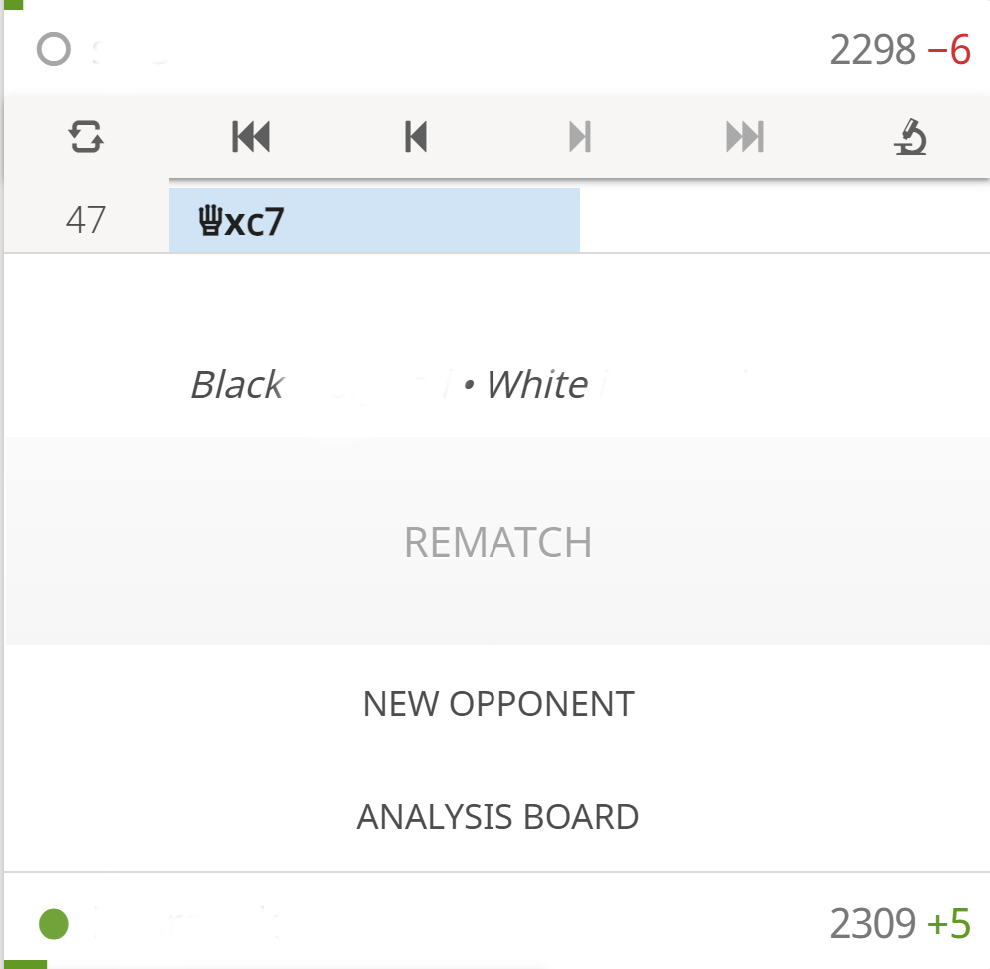 2298 −6
47 ♕xc7
Black • White
REMATCH
NEW OPPONENT
ANALYSIS BOARD
2309 +5